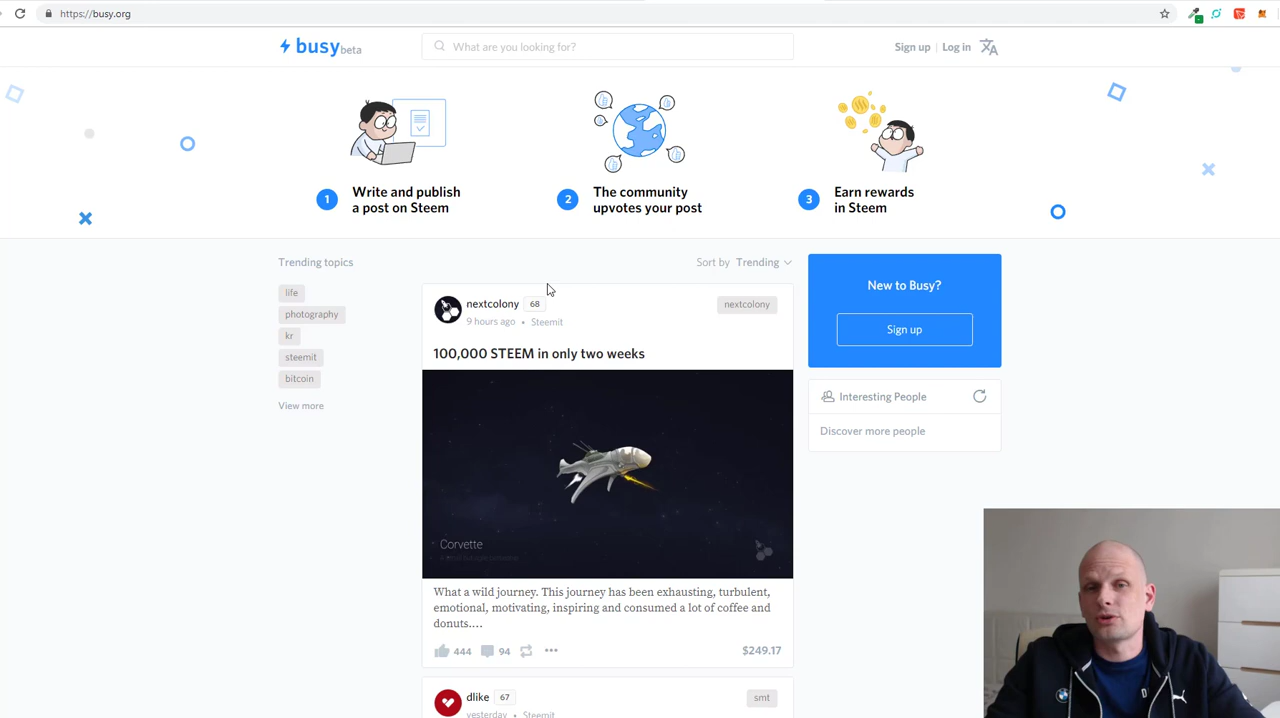 https://busy.org
busy beta
What are you looking for?
Sign up | Log in
1 Write and publish
a post on Steem
2 The community
upvotes your post
3 Earn rewards
in Steem
Trending topics
life
photography
kr
steemit
bitcoin
View more
Sort by Trending
nextcolony 68
9 hours ago • Steemit
nextcolony
100,000 STEEM in only two weeks
Corvette
What a wild journey. This journey has been exhausting, turbulent,
emotional, motivating, inspiring and consumed a lot of coffee and
donuts....
444 94 $249.17
dlike 67
yesterday • Steemit
smt
New to Busy?
Sign up
Interesting People
Discover more people